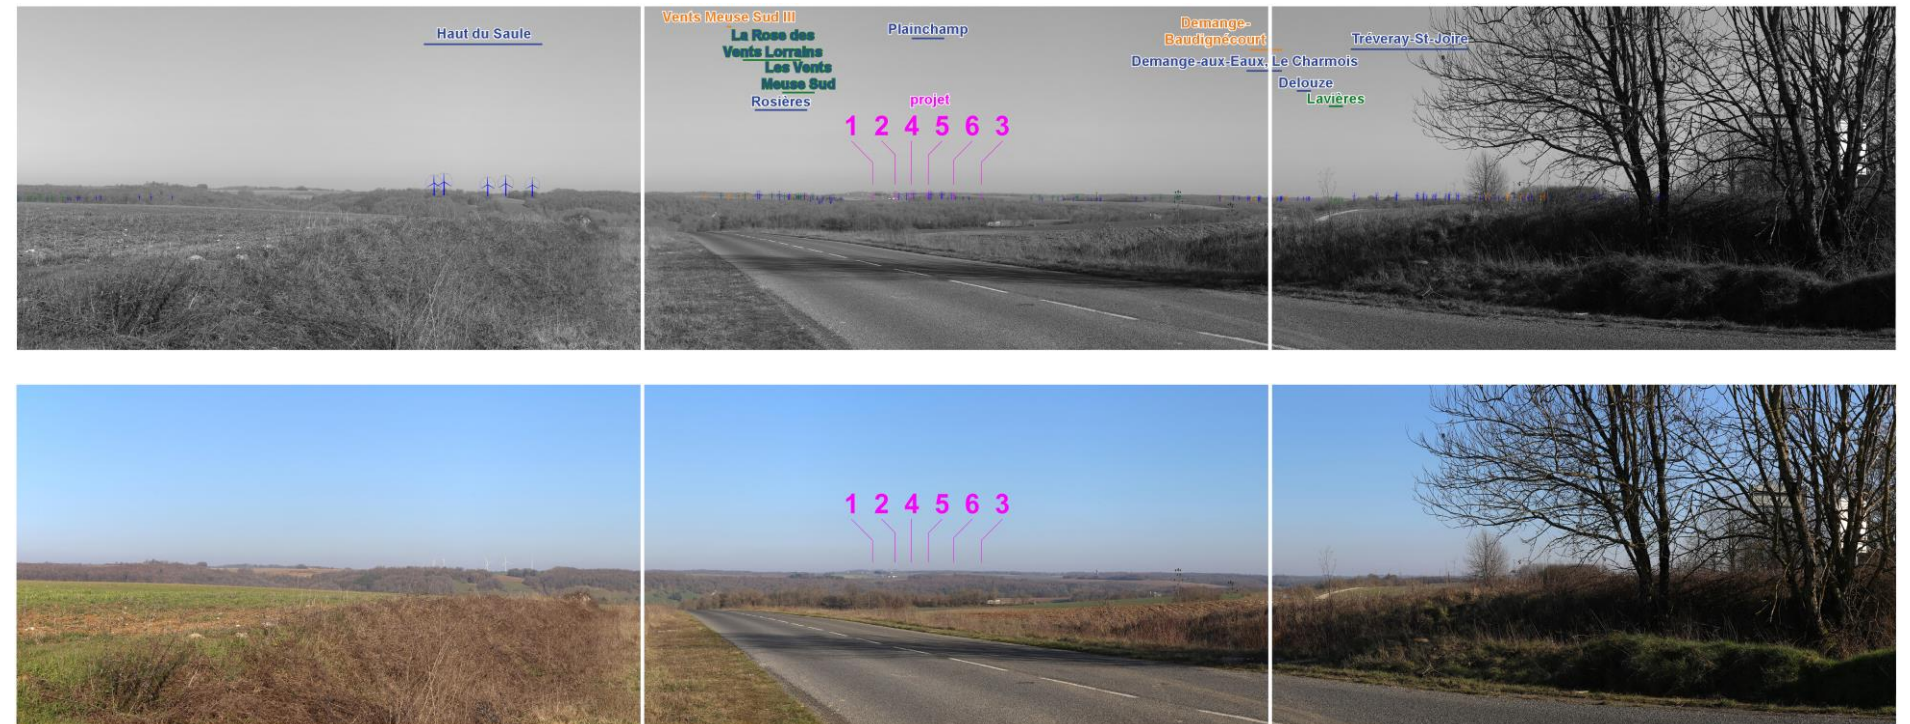 Haut du Saule
Vents Meuse Sud III
La Rose des
Vents Lorrains
Les Vents
Meuse Sud
Rosières
Plainchamp
projet
1 2 4 5 6 3
Demange-
Baudignécourt
Demange-aux-Eaux, Le Charmois
Tréveray-St-Joire
Delouze
Lavières
1 2 4 5 6 3